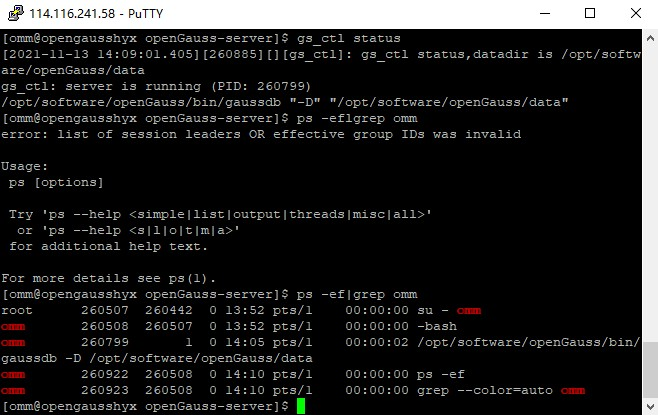 114.116.241.58 - PuTTY
[omm@opengausshyx openGauss-server]$ gs_ctl status
[2021-11-13 14:09:01.405][260885][][gs_ctl]: gs_ctl status,datadir is /opt/softw
are/openGauss/data
gs_ctl: server is running (PID: 260799)
/opt/software/openGauss/bin/gaussdb "-D" "/opt/software/openGauss/data"
[omm@opengausshyx openGauss-server]$ ps -eflgrep omm
error: list of session leaders OR effective group IDs was invalid
Usage:
ps [options]
Try 'ps --help <simple|list|output|threads|misc|all>'
or 'ps --help <s|l|o|t|m|a>'
for additional help text.
For more details see ps(1).
[omm@opengausshyx openGauss-server]$ ps -ef|grep omm
root 260507 260442 0 13:52 pts/1 00:00:00 su - omm
omm 260508 260507 0 13:52 pts/1 00:00:00 -bash
omm 260799 1 0 14:05 pts/1 00:00:02 /opt/software/openGauss/bin/
gaussdb -D /opt/software/openGauss/data
omm 260922 260508 0 14:10 pts/1 00:00:00 ps -ef
omm 260923 260508 0 14:10 pts/1 00:00:00 grep --color=auto omm
[omm@opengausshyx openGauss-server]$